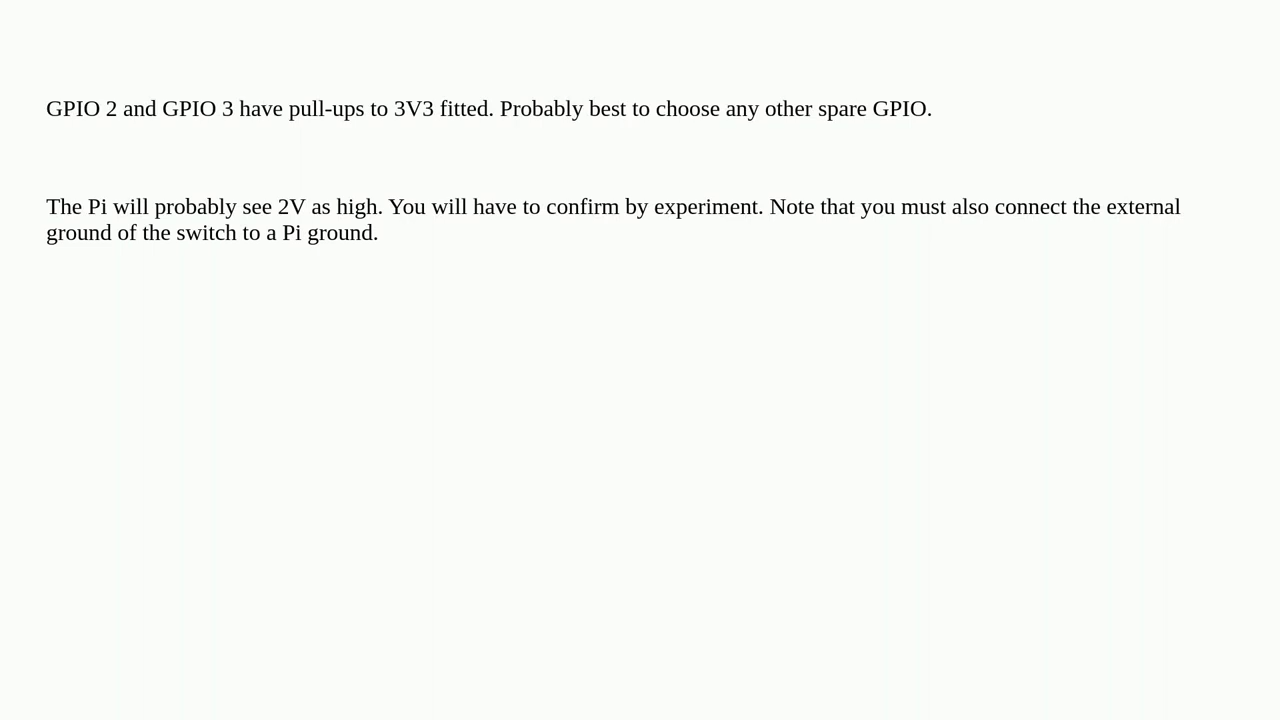 GPIO 2 and GPIO 3 have pull-ups to 3V3 fitted. Probably best to choose any other spare GPIO.
The Pi will probably see 2V as high. You will have to confirm by experiment. Note that you must also connect the external
ground of the switch to a Pi ground.